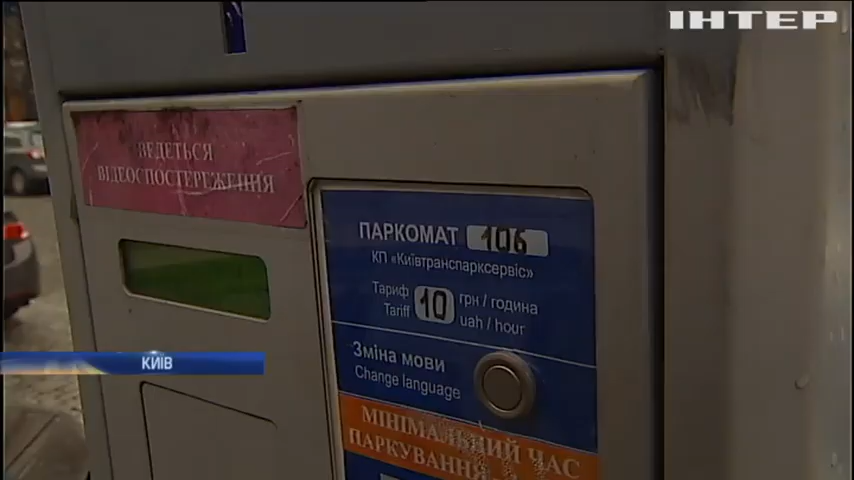 ІНТЕР
ВЕДЕТЬСЯ
ВІДЕОСПОСТЕРЕЖЕННЯ
ПАРКОМАТ 106
КП «Київтранспарксервіс»
Тариф 10 грн / година
Tariff uah / hour
Зміна мови
Change language
КИЇВ
МІНІМАЛЬНИЙ ЧАС
ПАРКУВАННЯ